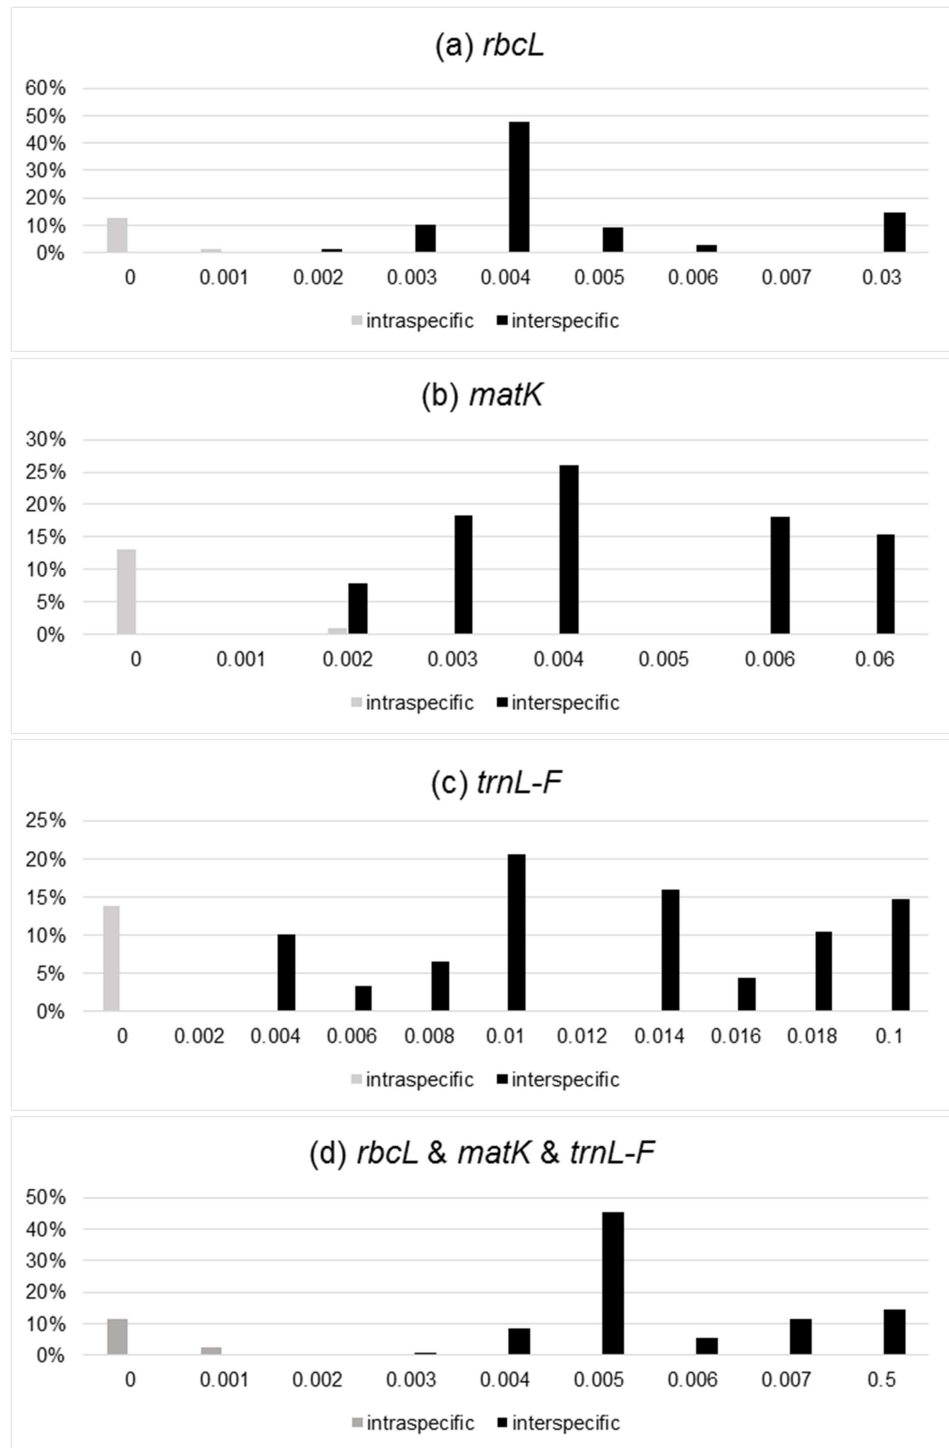 (a) rbcL
60%
50%
40%
30%
20%
10%
0%
0 0.001 0.002 0.003 0.004 0.005 0.006 0.007 0.03
intraspecific interspecific
(b) matK
30%
25%
20%
15%
10%
5%
0%
0 0.001 0.002 0.003 0.004 0.005 0.006 0.06
intraspecific interspecific
(c) trnL-F
25%
20%
15%
10%
5%
0%
0 0.002 0.004 0.006 0.008 0.01 0.012 0.014 0.016 0.018 0.1
intraspecific interspecific
(d) rbcL & matK & trnL-F
50%
40%
30%
20%
10%
0%
0 0.001 0.002 0.003 0.004 0.005 0.006 0.007 0.5
intraspecific interspecific